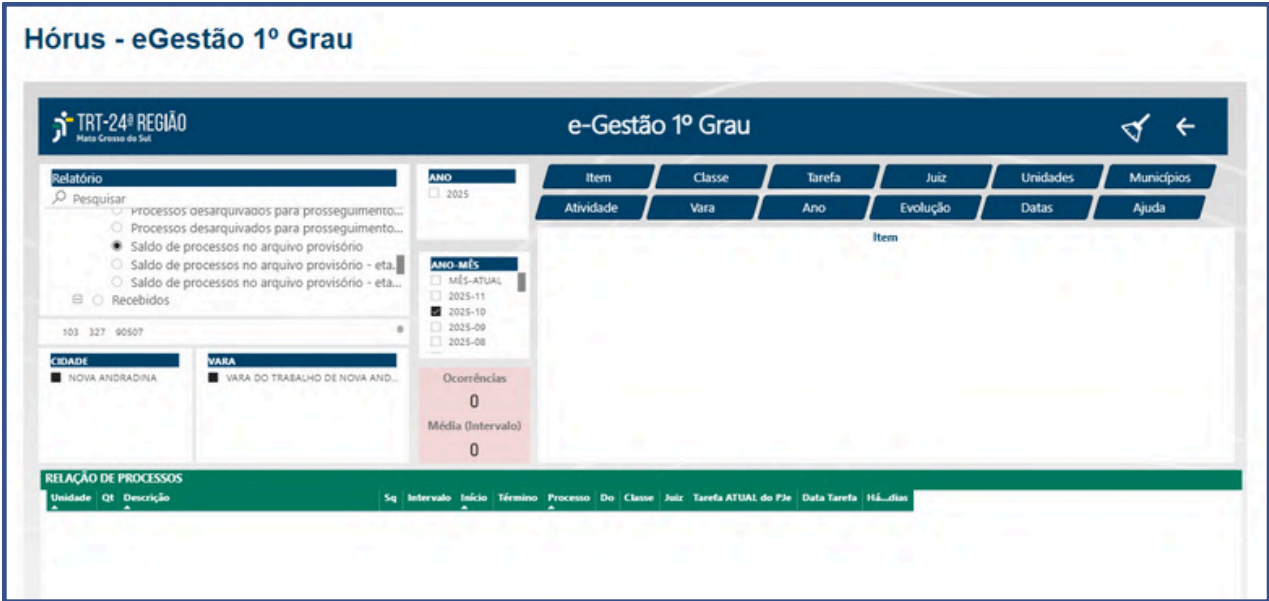 Hórus - eGestão 1º Grau
TRT-24ª REGIÃO
Mato Grosso do Sul
e-Gestão 1º Grau
Relatório
Pesquisar
Processos desarquivados para prosseguimento...
Processos desarquivados para prosseguimento...
Saldo de processos no arquivo provisório
Saldo de processos no arquivo provisório - eta...
Saldo de processos no arquivo provisório - eta...
Recebidos
103 327 90507
ANO
2025
ANO-MÊS
MÊS-ATUAL
2025-11
2025-10
2025-09
2025-08
Item Classe Tarefa Juiz Unidades Municípios
Atividade Vara Ano Evolução Datas Ajuda
Item
CIDADE
NOVA ANDRADINA
VARA
VARA DO TRABALHO DE NOVA AND...
Ocorrências
0
Média (Intervalo)
0
RELAÇÃO DE PROCESSOS
Unidade Qt Descrição Sq Intervalo Início Término Processo Do Classe Juiz Tarefa ATUAL do PJe Data Tarefa Há...dias